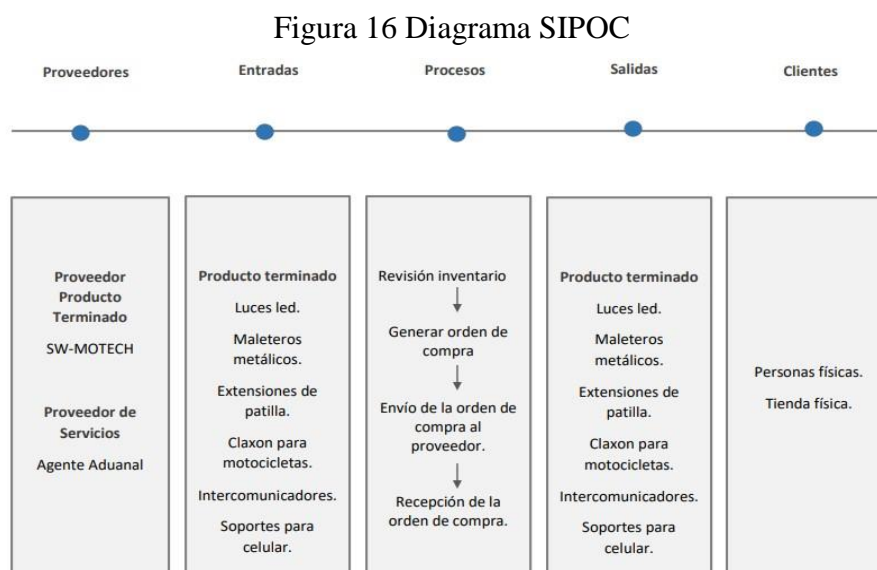 Figura 16 Diagrama SIPOC
Proveedores
Entradas
Procesos
Salidas
Clientes
Proveedor
Producto
Terminado
SW-MOTECH
Proveedor de
Servicios
Agente Aduanal
Producto terminado
Luces led.
Maleteros
metálicos.
Extensiones de
patilla.
Claxon para
motocicletas.
Intercomunicadores.
Soportes para
celular.
Revisión inventario
Generar orden de
compra
Envío de la orden de
compra al
proveedor.
Recepción de la
orden de compra.
Producto terminado
Luces led.
Maleteros
metálicos.
Extensiones de
patilla.
Claxon para
motocicletas.
Intercomunicadores.
Soportes para
celular.
Personas físicas.
Tienda física.